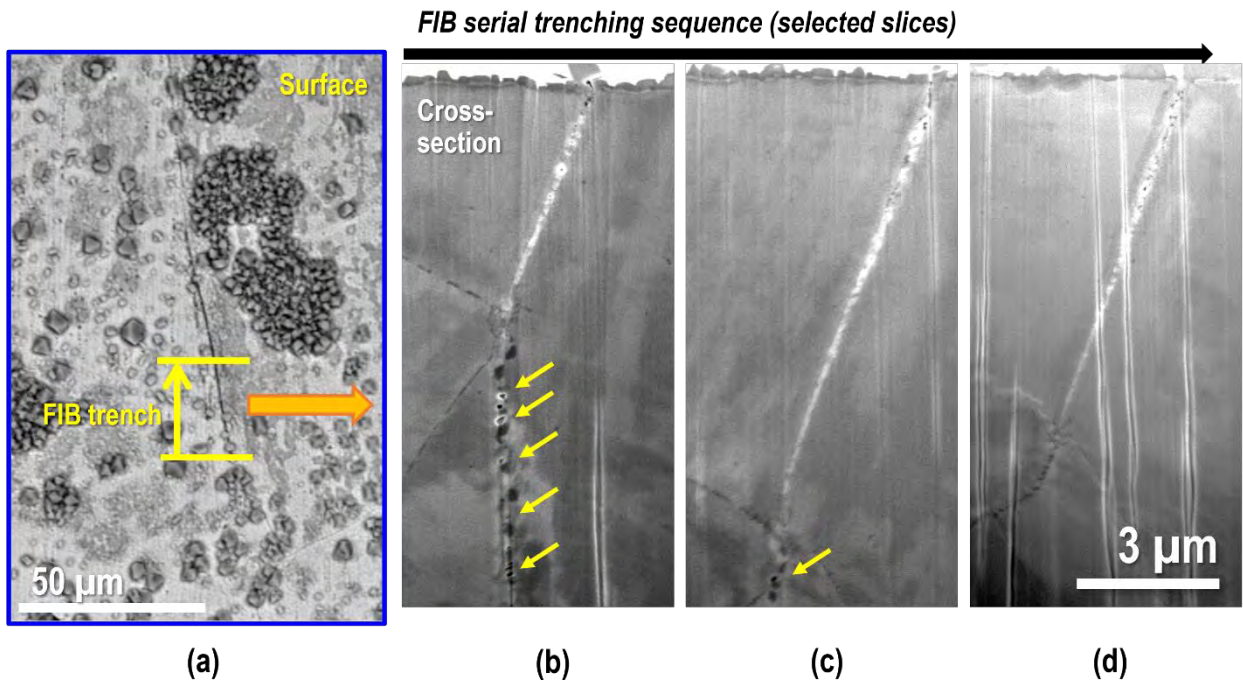 FIB serial trenching sequence (selected slices)
Surface
FIB trench
50 µm
Cross-
section
3 µm
(a)
(b)
(c)
(d)